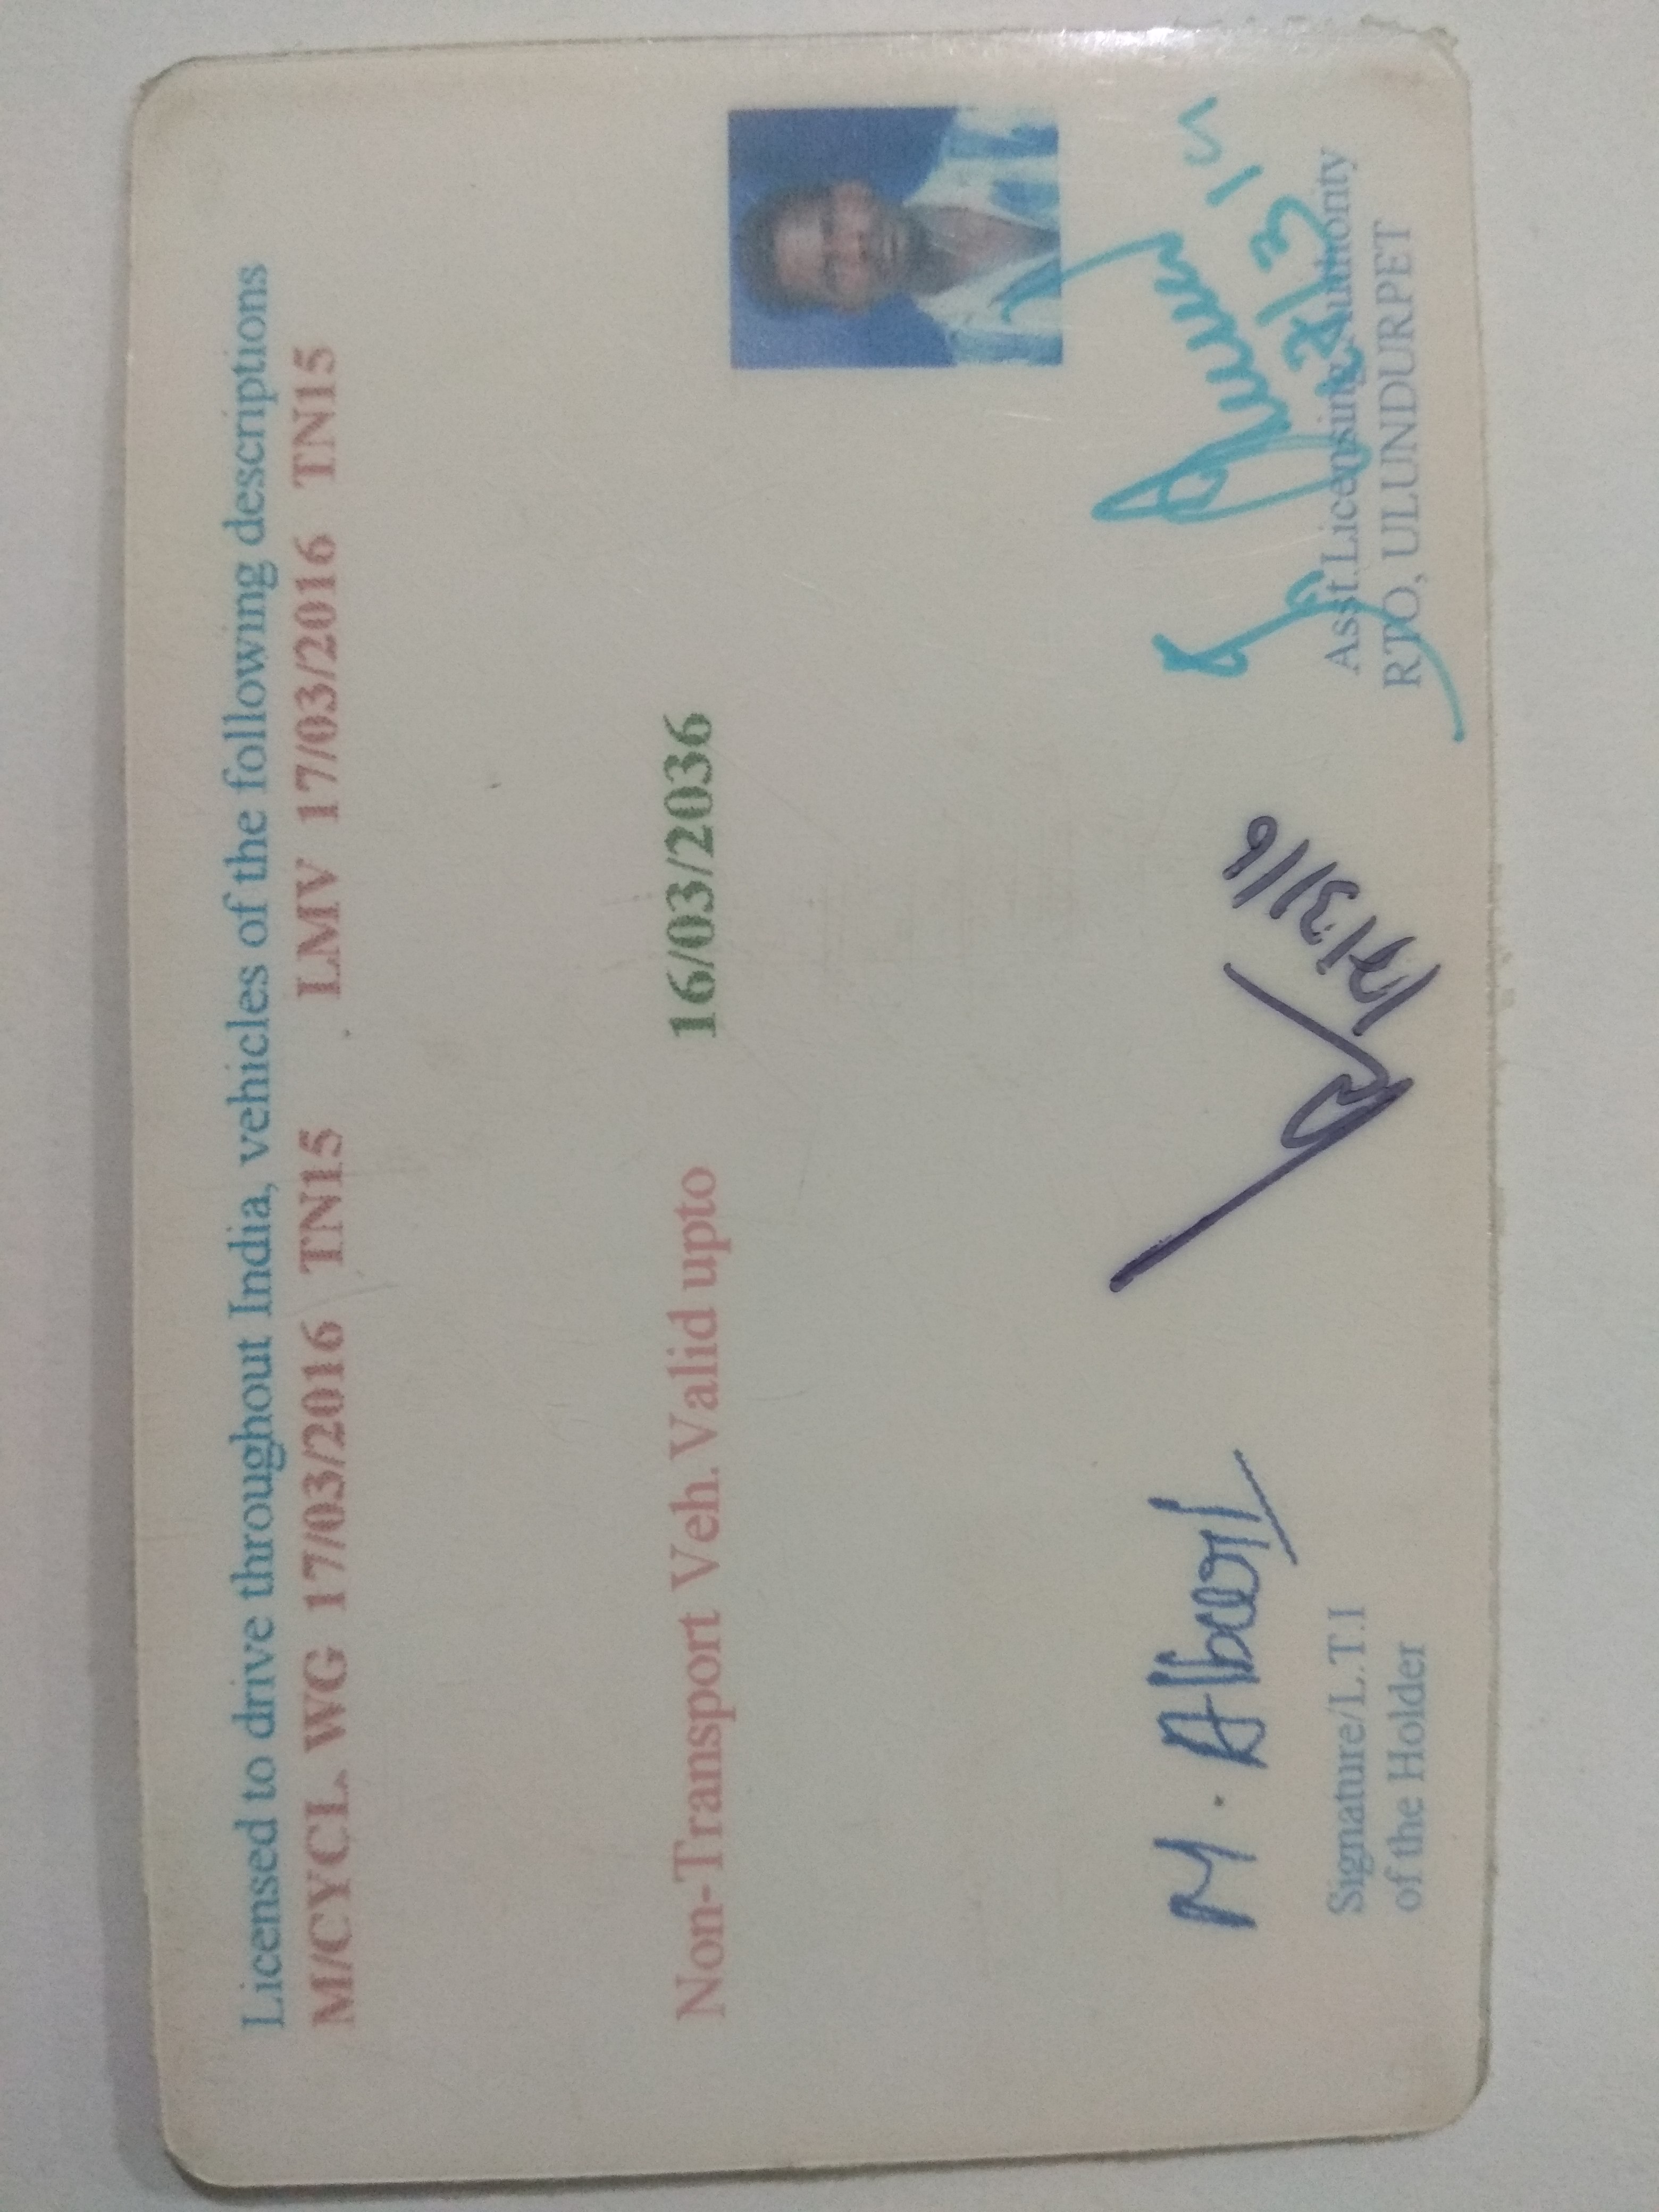 Licensed to drive throughout India, vehicles of the following descriptions
M/CYCL. WG 17/03/2016 TN15 LMV 17/03/2016 TN15
Non-Transport Veh. Valid upto 16/03/2036
M. Albert
17/3/16
Signature/L.T.I
of the Holder
Asst.Licensing Authority
RTO, ULUNDURPET